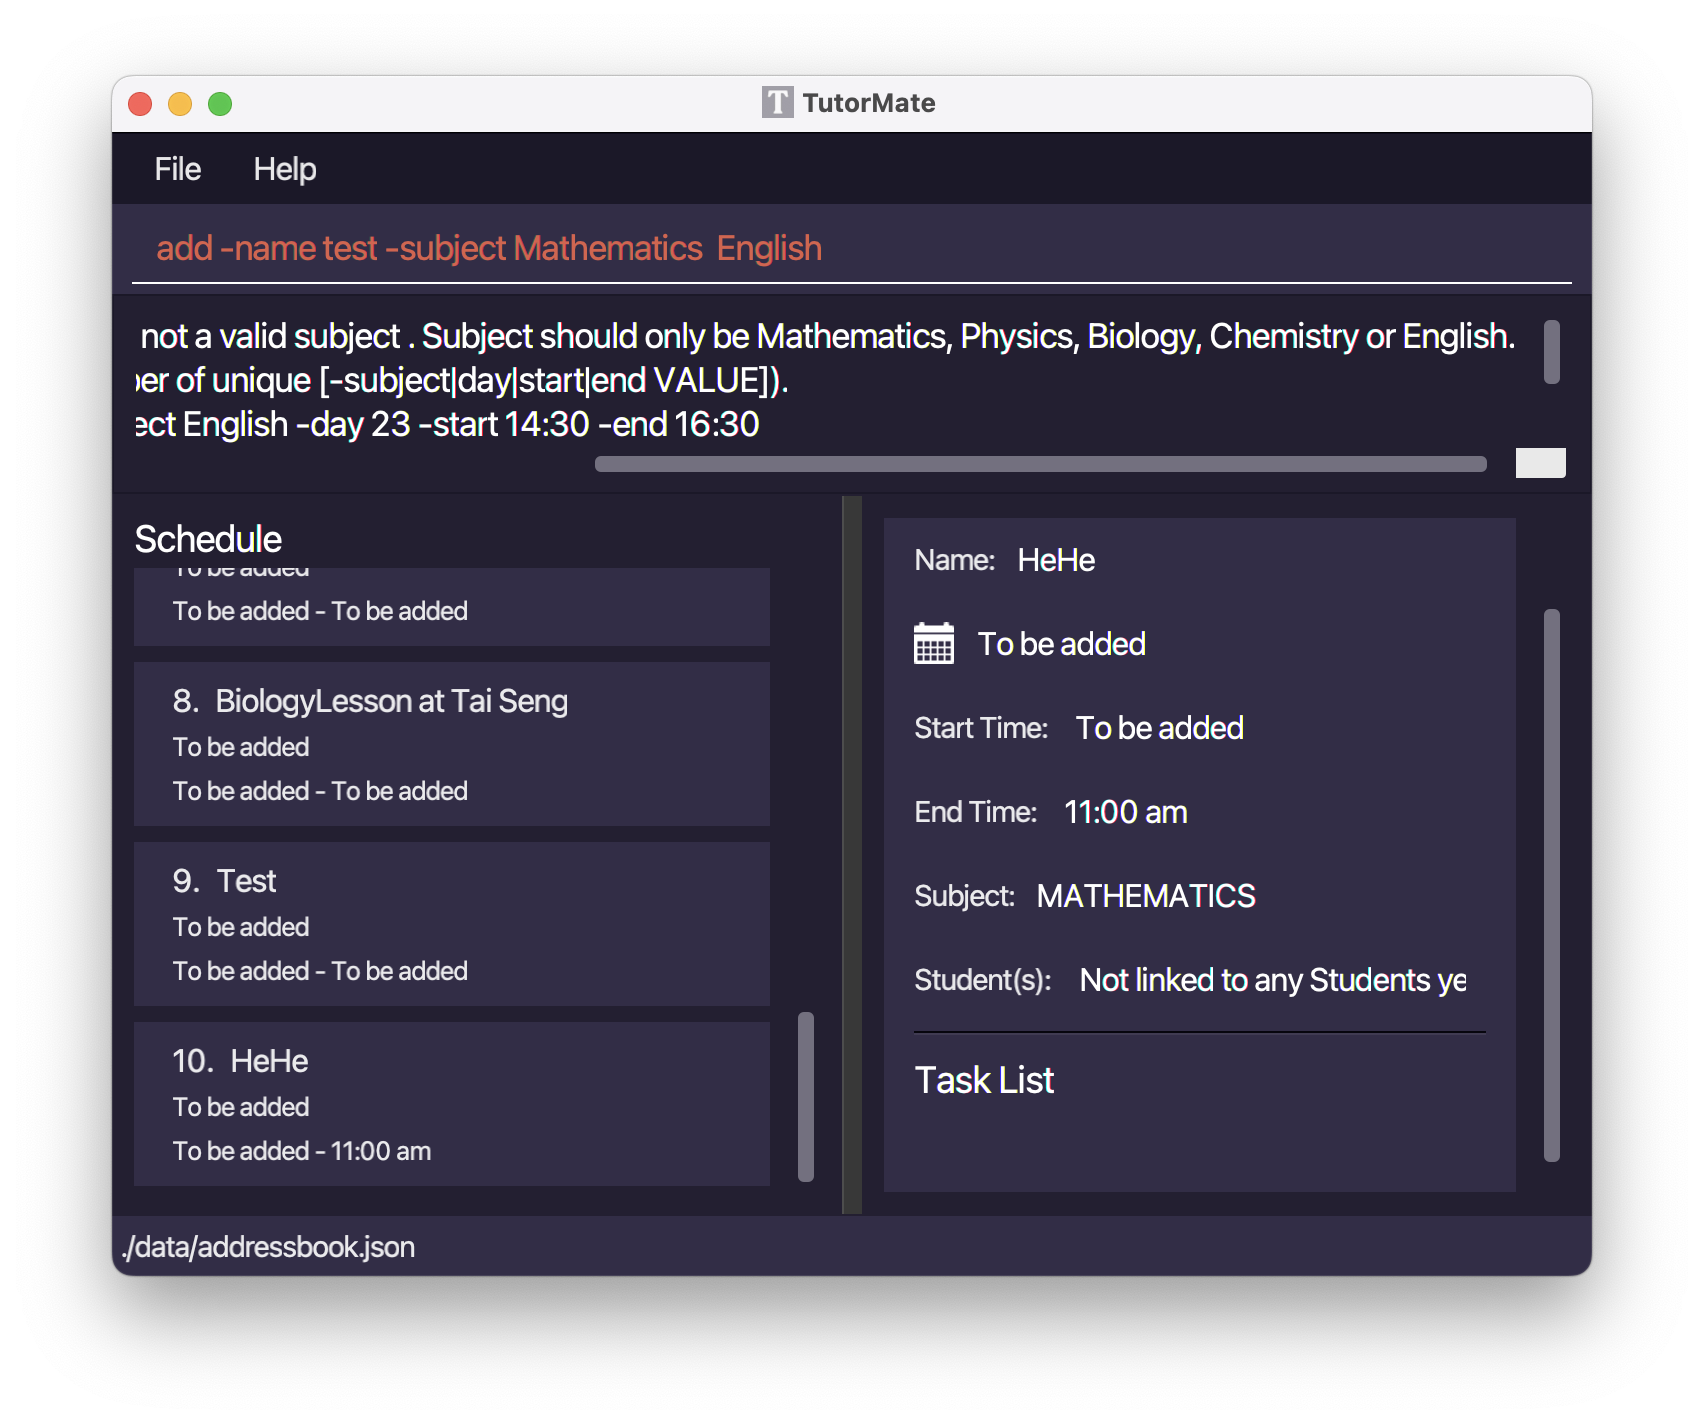 TutorMate
File Help
add -name test -subject Mathematics  English
not a valid subject . Subject should only be Mathematics, Physics, Biology, Chemistry or English.
er of unique [-subject|day|start|end VALUE]).
ect English -day 23 -start 14:30 -end 16:30
Schedule
To be added
To be added - To be added
8. BiologyLesson at Tai Seng
To be added
To be added - To be added
9. Test
To be added
To be added - To be added
10. HeHe
To be added
To be added - 11:00 am
Name: HeHe
To be added
Start Time: To be added
End Time: 11:00 am
Subject: MATHEMATICS
Student(s): Not linked to any Students ye
Task List
./data/addressbook.json